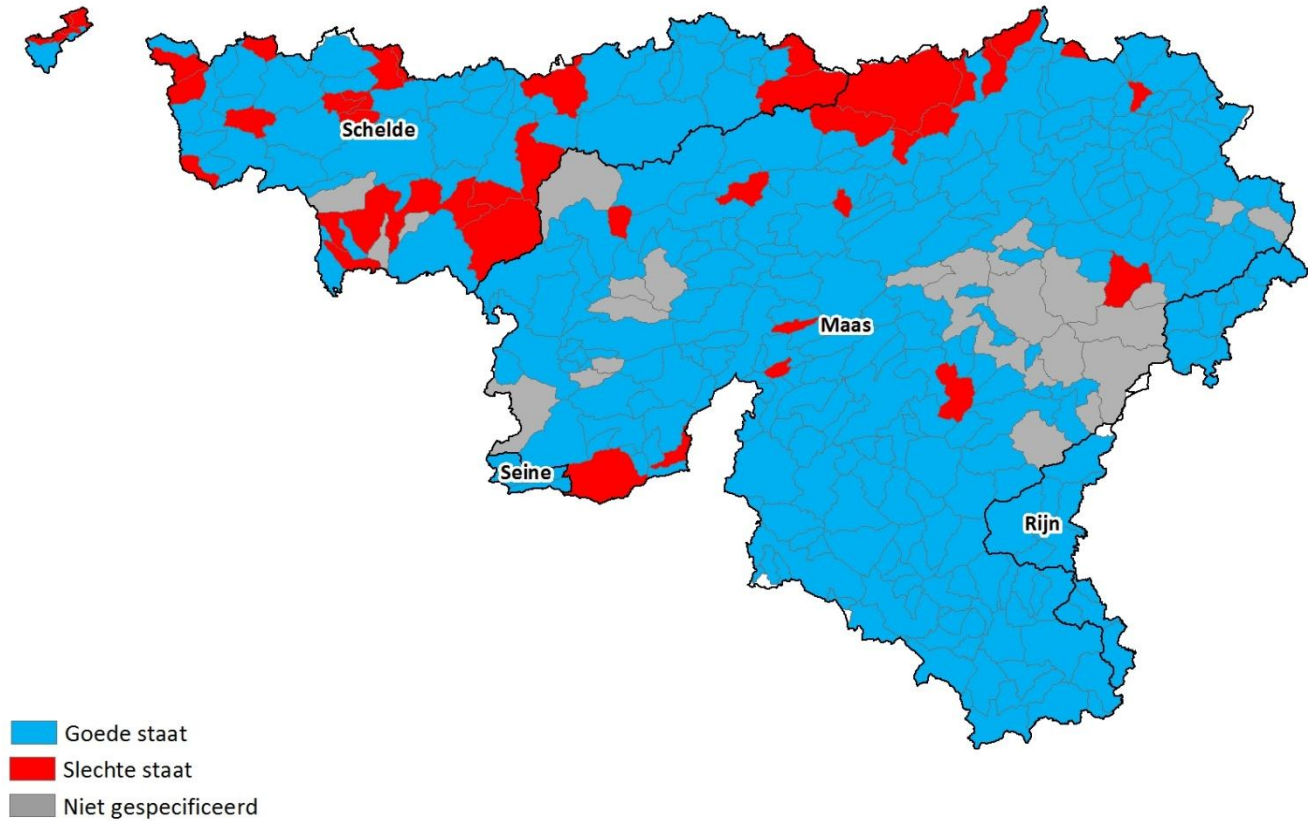 Schelde
Maas
Seine
Rijn
Goede staat
Slechte staat
Niet gespecificeerd